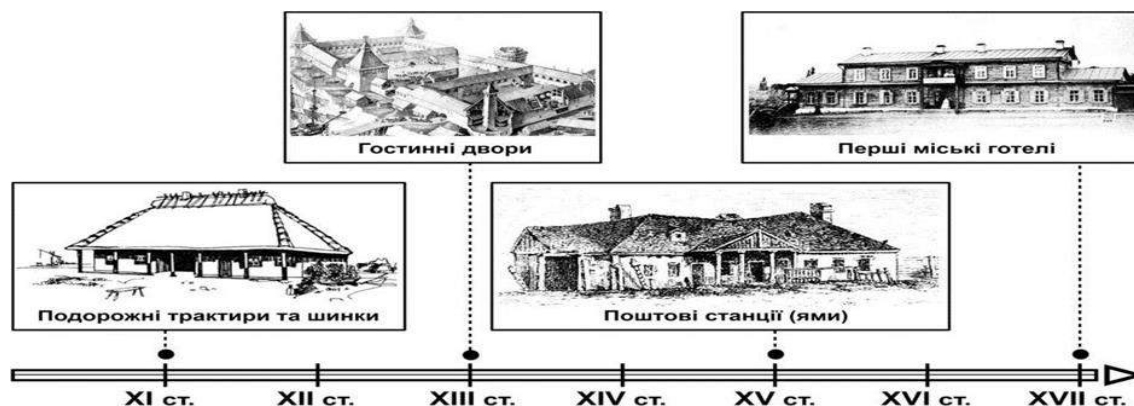 Гостинні двори
Перші міські готелі
Подорожні трактири та шинки
Поштові станції (ями)
XI ст. XII ст. XIII ст. XIV ст. XV ст. XVI ст. XVII ст.